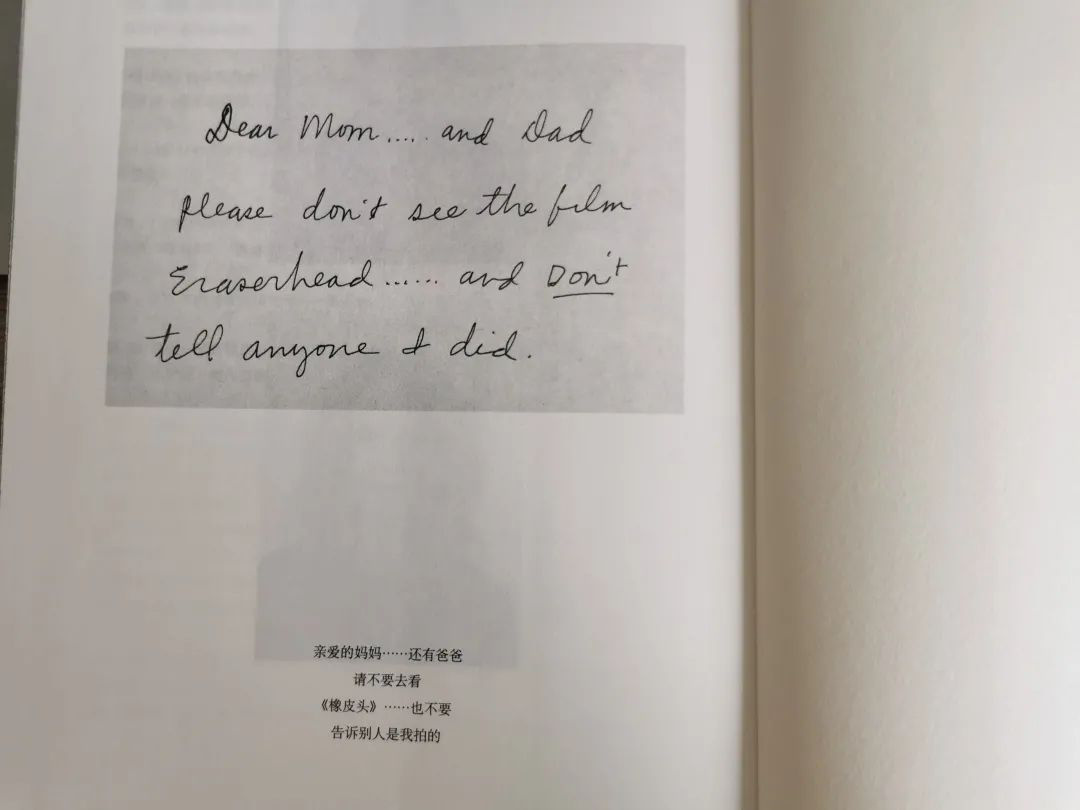 Dear Mom..... and Dad
please don't see the film
Eraserhead...... and Don't
tell anyone I did.
亲爱的妈妈……还有爸爸
请不要去看
《橡皮头》……也不要
告诉别人是我拍的